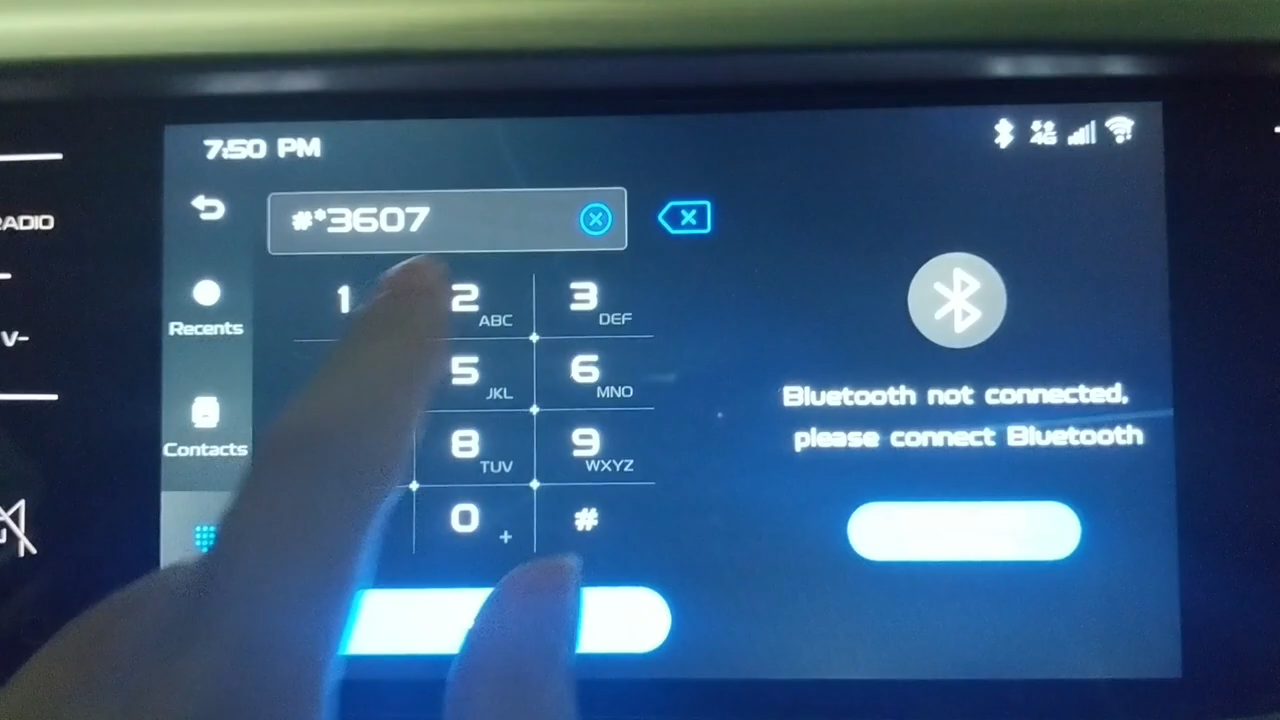 7:50 PM
4G
RADIO
#*3607
1
2 ABC
3 DEF
Recents
V-
5 JKL
6 MNO
Bluetooth not connected,
please connect Bluetooth
Contacts
8 TUV
9 WXYZ
0 +
#